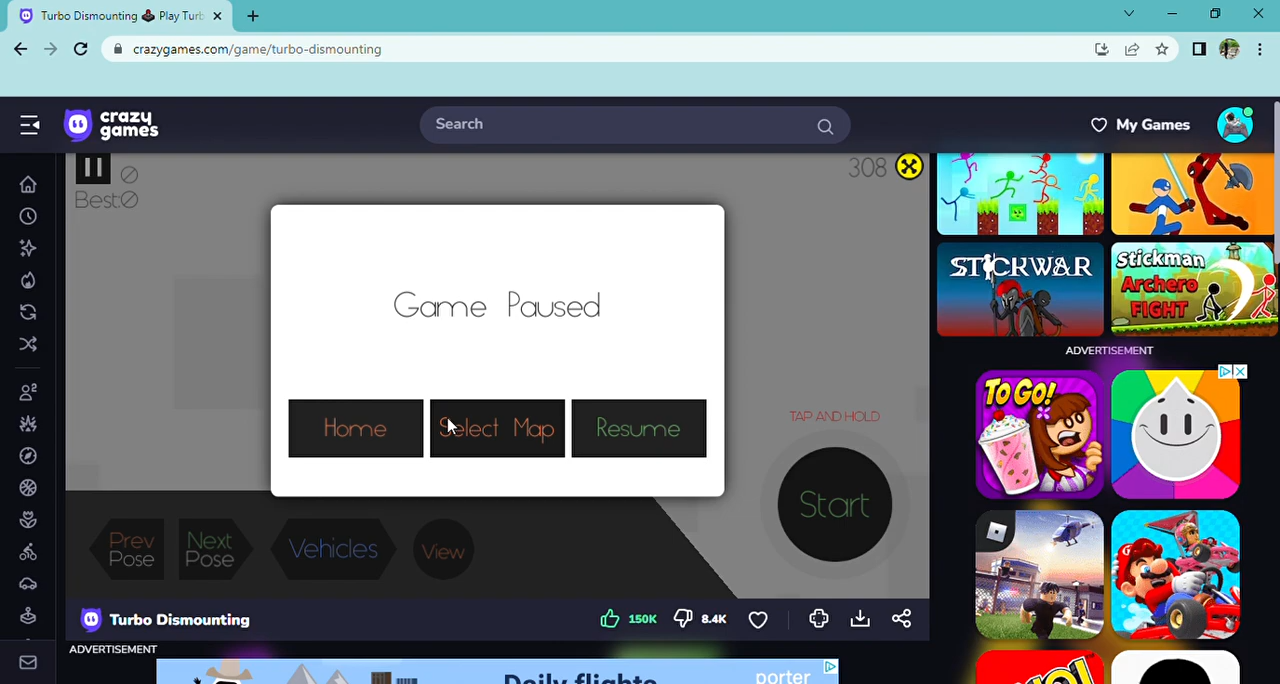 Turbo Dismounting Play Turb
crazygames.com/game/turbo-dismounting
crazy
games
Search
My Games
0
Best:0
308
Game Paused
Home
Select Map
Resume
TAP AND HOLD
Start
Prev
Pose
Next
Pose
Vehicles
View
STICKWAR
Stickman
Archero
FIGHT
ADVERTISEMENT
TO GO!
Turbo Dismounting
150K
8.4K
ADVERTISEMENT
Daily flights
porter